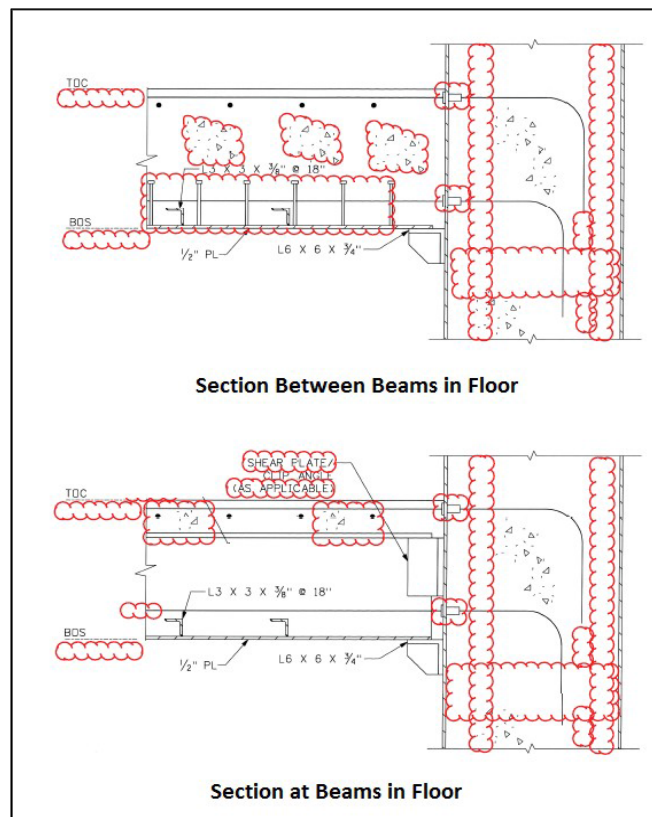 TOC
L3 X 3 X 3/8" @ 18"
BOS
1/2" PL
L6 X 6 X 3/4"
Section Between Beams in Floor
SHEAR PLATE/
CLIP ANGLE
(AS APPLICABLE)
TOC
L3 X 3 X 3/8" @ 18"
BOS
1/2" PL
L6 X 6 X 3/4"
Section at Beams in Floor